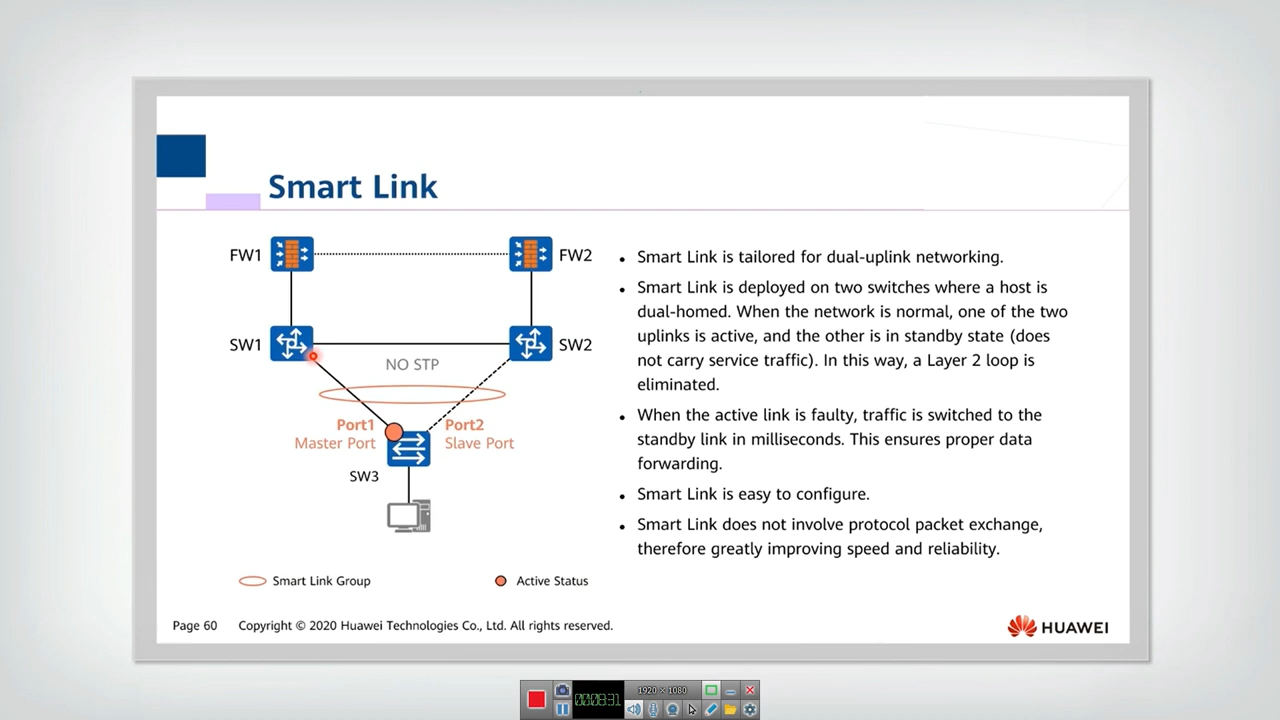 Smart Link
FW1
FW2
SW1
SW2
NO STP
Port1
Master Port
Port2
Slave Port
SW3
Smart Link Group
Active Status
• Smart Link is tailored for dual-uplink networking.
• Smart Link is deployed on two switches where a host is
dual-homed. When the network is normal, one of the two
uplinks is active, and the other is in standby state (does
not carry service traffic). In this way, a Layer 2 loop is
eliminated.
• When the active link is faulty, traffic is switched to the
standby link in milliseconds. This ensures proper data
forwarding.
• Smart Link is easy to configure.
• Smart Link does not involve protocol packet exchange,
therefore greatly improving speed and reliability.
Page 60
Copyright © 2020 Huawei Technologies Co., Ltd. All rights reserved.
HUAWEI
00:08:31
1920 × 1080